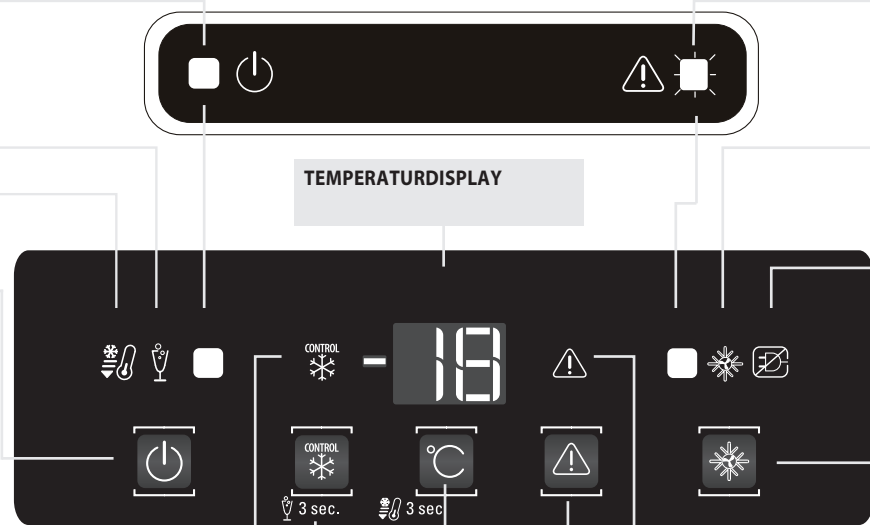 TEMPERATURDISPLAY
CONTROL
-18
CONTROL
°C
3 sec.
3 sec